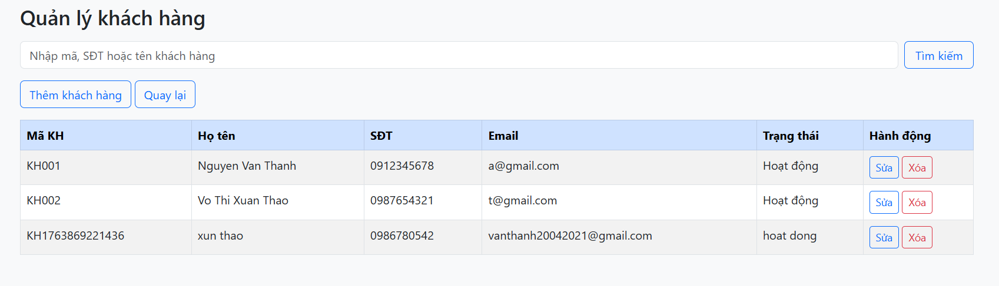 Quản lý khách hàng
Nhập mã, SĐT hoặc tên khách hàng Tìm kiếm
Thêm khách hàng Quay lại
Mã KH Họ tên SĐT Email Trạng thái Hành động
KH001 Nguyen Van Thanh 0912345678 a@gmail.com Hoạt động Sửa Xóa
KH002 Vo Thi Xuan Thao 0987654321 t@gmail.com Hoạt động Sửa Xóa
KH1763869221436 xun thao 0986780542 vanthanh20042021@gmail.com hoat dong Sửa Xóa